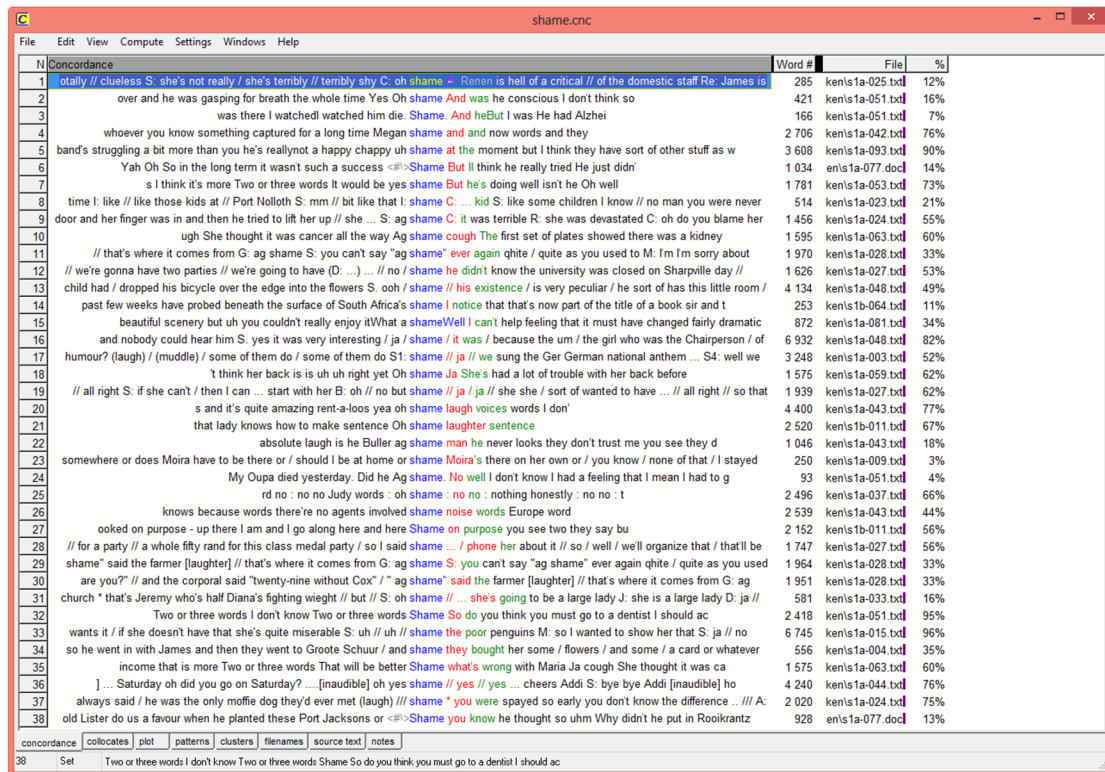 shame.cnc
File Edit View Compute Settings Windows Help
N Concordance Word # File %
1 otally // clueless S: she's not really / she's terribly // terribly shy C: oh shame A: Renen is hell of a critical // of the domestic staff Re: James is 285 ken\s1a-025.txt 12%
2 over and he was gasping for breath the whole time Yes Oh shame And was he conscious I don't think so 421 ken\s1a-051.txt 16%
3 was there I watchedI watched him die. Shame. And heBut I was He had Alzhei 166 ken\s1a-051.txt 7%
4 whoever you know something captured for a long time Megan shame and and now words and they 2 706 ken\s1a-042.txt 76%
5 band's struggling a bit more than you he's reallynot a happy chappy uh shame at the moment but I think they have sort of other stuff as w 3 608 ken\s1a-093.txt 90%
6 Yah Oh So in the long term it wasn't such a success <#\>Shame But Il think he really tried He just didn' 1 034 en\s1a-077.doc 14%
7 s I think it's more Two or three words It would be yes shame But he's doing well isn't he Oh well 1 781 ken\s1a-053.txt 73%
8 time I: like // like those kids at // Port Nolloth S: mm // bit like that I: shame C: ... kid S: like some children I know // no man you were never 514 ken\s1a-023.txt 21%
9 door and her finger was in and then he tried to lift her up // she ... S: ag shame C: it was terrible R: she was devastated C: oh do you blame her 1 456 ken\s1a-024.txt 55%
10 ugh She thought it was cancer all the way Ag shame cough The first set of plates showed there was a kidney 1 595 ken\s1a-063.txt 60%
11 // that's where it comes from G: ag shame S: you can't say "ag shame" ever again qhite / quite as you used to M: I'm I'm sorry about 1 970 ken\s1a-028.txt 33%
12 // we're gonna have two parties // we're going to have (D: ...) ... // no / shame he didn't know the university was closed on Sharpville day // 1 626 ken\s1a-027.txt 53%
13 child had / dropped his bicycle over the edge into the flowers S. ooh / shame // his existence / is very peculiar / he sort of has this little room / 4 134 ken\s1a-048.txt 49%
14 past few weeks have probed beneath the surface of South Africa's shame I notice that that's now part of the title of a book sir and t 253 ken\s1b-064.txt 11%
15 beautiful scenery but uh you couldn't really enjoy itWhat a shameWell I can't help feeling that it must have changed fairly dramatic 872 ken\s1a-081.txt 34%
16 and nobody could hear him S. yes it was very interesting / ja / shame / it was / because the um / the girl who was the Chairperson / of 6 932 ken\s1a-048.txt 82%
17 humour? (laugh) / (muddle) / some of them do / some of them do S1: shame // ja // we sung the Ger German national anthem ... S4: well we 3 248 ken\s1a-003.txt 52%
18 't think her back is is uh uh right yet Oh shame Ja She's had a lot of trouble with her back before 1 575 ken\s1a-059.txt 62%
19 // all right S: if she can't / then I can ... start with her B: oh // no but shame // ja / ja // she she / sort of wanted to have ... // all right // so that 1 939 ken\s1a-027.txt 62%
20 s and it's quite amazing rent-a-loos yea oh shame laugh voices words I don' 4 400 ken\s1a-043.txt 77%
21 that lady knows how to make sentence Oh shame laughter sentence 2 520 ken\s1b-011.txt 67%
22 absolute laugh is he Buller ag shame man he never looks they don't trust me you see they d 1 046 ken\s1a-043.txt 18%
23 somewhere or does Moira have to be there or / should I be at home or shame Moira's there on her own or / you know / none of that / I stayed 250 ken\s1a-009.txt 3%
24 My Oupa died yesterday. Did he Ag shame. No well I don't know I had a feeling that I mean I had to g 93 ken\s1a-051.txt 4%
25 rd no : no no Judy words : oh shame : no no : nothing honestly : no no : t 2 496 ken\s1a-037.txt 66%
26 knows because words there're no agents involved shame noise words Europe word 2 539 ken\s1a-043.txt 44%
27 ooked on purpose - up there I am and I go along here and here Shame on purpose you see two they say bu 2 152 ken\s1b-011.txt 56%
28 // for a party // a whole fifty rand for this class medal party / so I said shame ... / phone her about it // so / well / we'll organize that / that'll be 1 747 ken\s1a-027.txt 56%
29 shame" said the farmer [laughter] // that's where it comes from G: ag shame S: you can't say "ag shame" ever again qhite / quite as you used 1 964 ken\s1a-028.txt 33%
30 are you?" // and the corporal said "twenty-nine without Cox" / " ag shame" said the farmer [laughter] // that's where it comes from G: ag 1 951 ken\s1a-028.txt 33%
31 church * that's Jeremy who's half Diana's fighting wieght // but // S: oh shame // ... she's going to be a large lady J: she is a large lady D: ja // 581 ken\s1a-033.txt 16%
32 Two or three words I don't know Two or three words Shame So do you think you must go to a dentist I should ac 2 418 ken\s1b-051.txt 95%
33 wants it / if she doesn't have that she's quite miserable S: uh // uh // shame the poor penguins M: so I wanted to show her that S: ja // no 6 745 ken\s1a-015.txt 96%
34 so he went in with James and then they went to Groote Schuur / and shame they bought her some / flowers / and some / a card or whatever 556 ken\s1a-004.txt 35%
35 income that is more Two or three words That will be better Shame what's wrong with Maria Ja cough She thought it was ca 1 575 ken\s1a-063.txt 60%
36 ] ... Saturday oh did you go on Saturday? ....[inaudible] oh yes shame // yes // yes ... cheers Addi S: bye bye Addi [inaudible] ho 4 240 ken\s1a-044.txt 76%
37 always said / he was the only moffie dog they'd ever met (laugh) /// shame * you were spayed so early you don't know the difference .. /// A: 2 020 ken\s1a-024.txt 75%
38 old Lister do us a favour when he planted these Port Jacksons or <#\>Shame you know he thought so uhm Why didn't he put in Rooikrantz 928 en\s1a-077.doc 13%
concordance collocates plot patterns clusters filenames source text notes
38 Set Two or three words I don't know Two or three words Shame So do you think you must go to a dentist I should ac